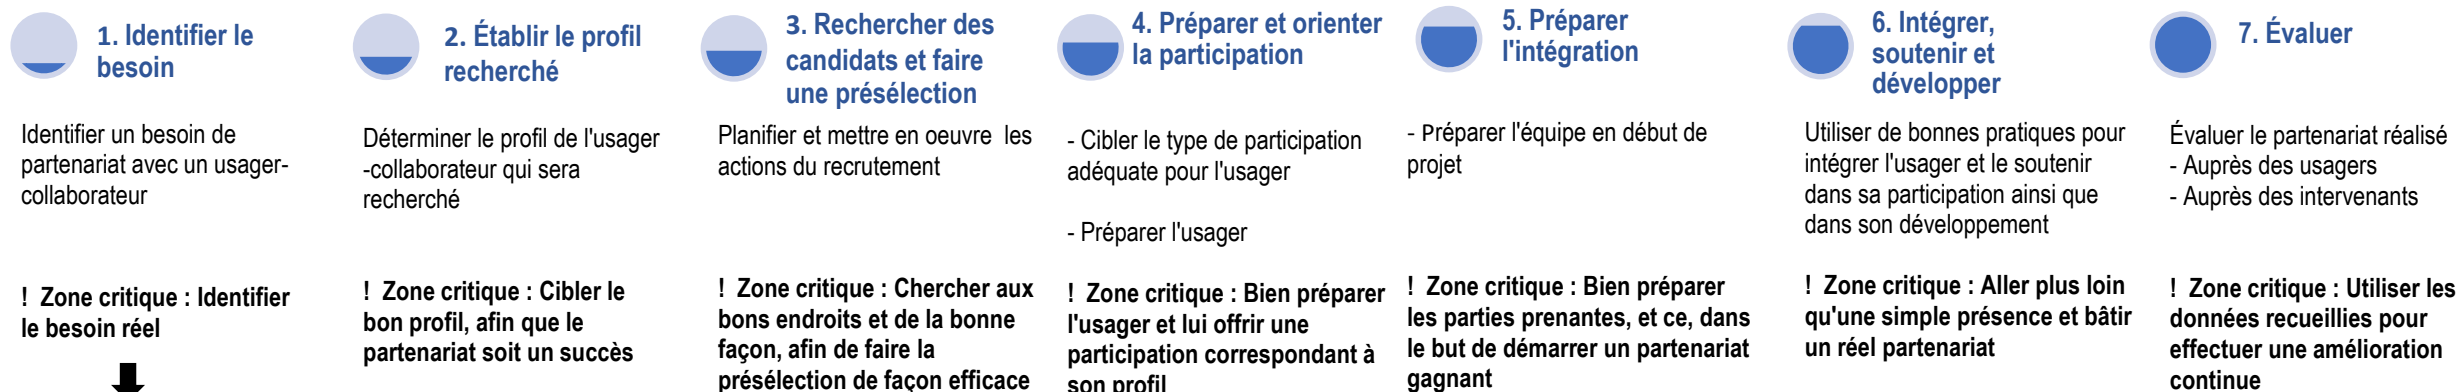 1. Identifier le
besoin
Identifier un besoin de
partenariat avec un usager-
collaborateur
! Zone critique : Identifier
le besoin réel
2. Établir le profil
recherché
Déterminer le profil de l'usager
-collaborateur qui sera
recherché
! Zone critique : Cibler le
bon profil, afin que le
partenariat soit un succès
3. Rechercher des
candidats et faire
une présélection
Planifier et mettre en oeuvre les
actions du recrutement
! Zone critique : Chercher aux
bons endroits et de la bonne
façon, afin de faire la
présélection de façon efficace
4. Préparer et orienter
la participation
- Cibler le type de participation
adéquate pour l'usager
- Préparer l'usager
! Zone critique : Bien préparer
l'usager et lui offrir une
participation correspondant à
son profil
5. Préparer
l'intégration
- Préparer l'équipe en début de
projet
! Zone critique : Bien préparer
les parties prenantes, et ce, dans
le but de démarrer un partenariat
gagnant
6. Intégrer,
soutenir et
développer
Utiliser de bonnes pratiques pour
intégrer l'usager et le soutenir
dans sa participation ainsi que
dans son développement
! Zone critique : Aller plus loin
qu'une simple présence et bâtir
un réel partenariat
7. Évaluer
Évaluer le partenariat réalisé
- Auprès des usagers
- Auprès des intervenants
! Zone critique : Utiliser les
données recueillies pour
effectuer une amélioration
continue